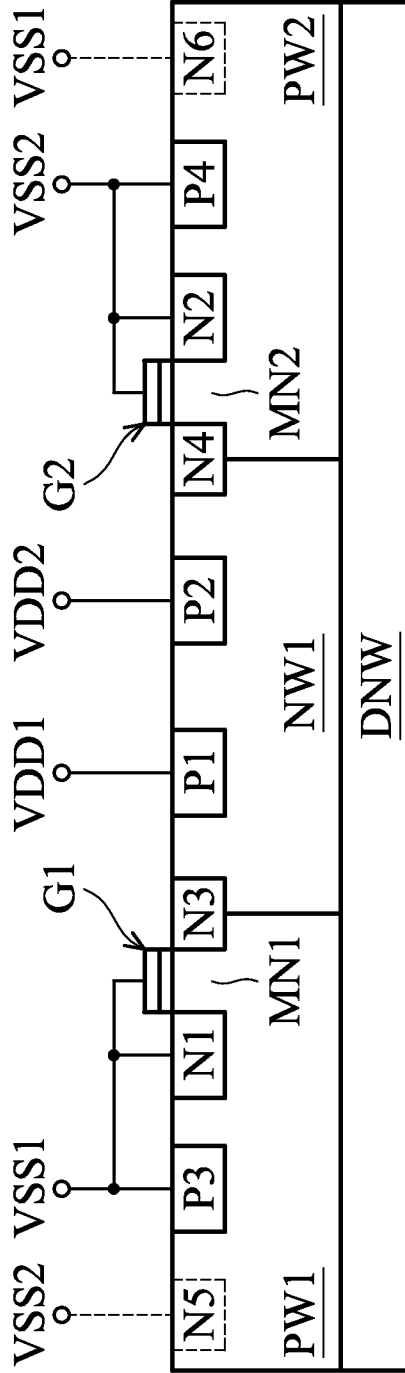 VSS2 VSS1 VDD1 VDD2 VSS2 VSS1
G1 G2
N5 P3 N1 N3 P1 P2 N4 N2 P4 N6
MN1 MN2
PW1 NW1 PW2
DNW